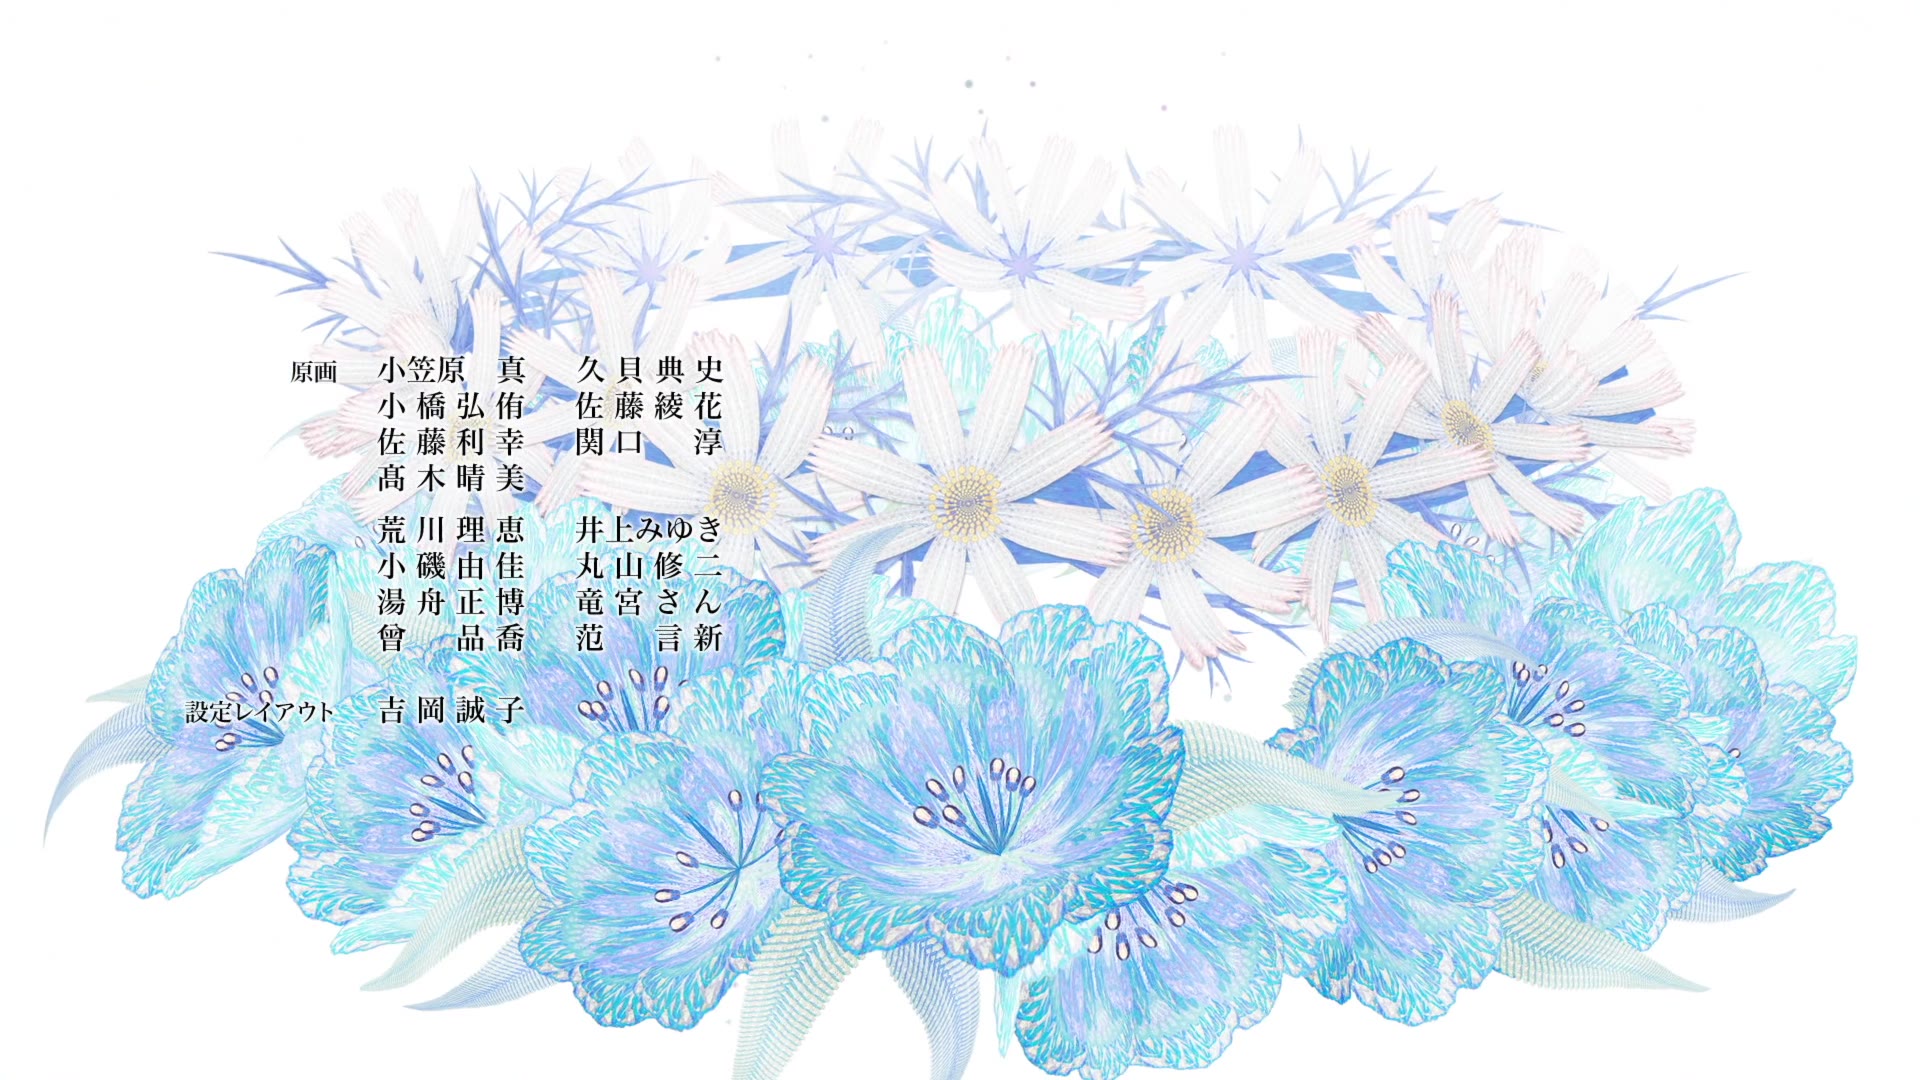 原画 小笠原 真 久貝典史
小橋弘侑 佐藤綾花
佐藤利幸 関口 淳
髙木晴美
荒川理恵 井上みゆき
小磯由佳 丸山修二
湯舟正博 竜宮さん
曾 品喬 范 言新
設定レイアウト 吉岡誠子